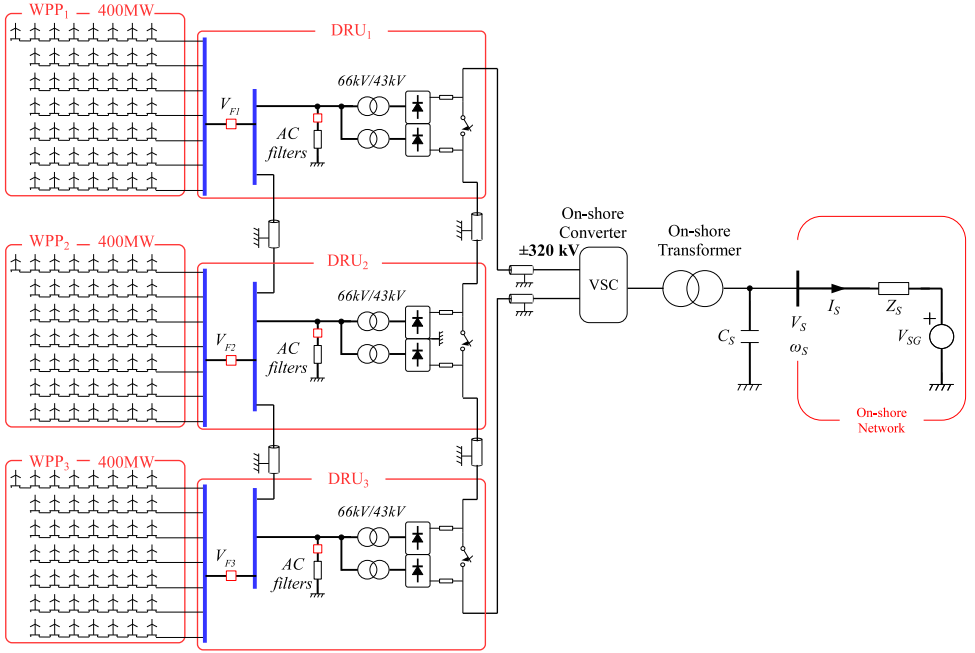 WPP1 400MW
DRU1
66kV/43kV
VF1
AC
filters
WPP2 400MW
DRU2
66kV/43kV
VF2
AC
filters
WPP3 400MW
DRU3
66kV/43kV
VF3
AC
filters
±320 kV
On-shore
Converter
VSC
On-shore
Transformer
CS
VS
ωS
IS
ZS
+
VSG
On-shore
Network